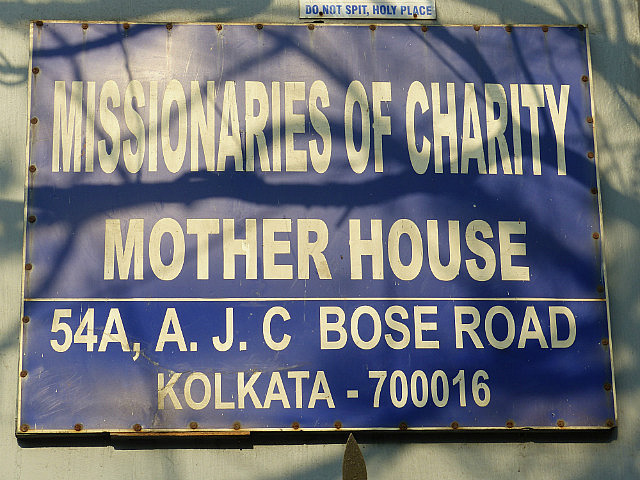 DO NOT SPIT, HOLY PLACE
MISSIONARIES OF CHARITY
MOTHER HOUSE
54A, A. J. C BOSE ROAD
KOLKATA - 700016